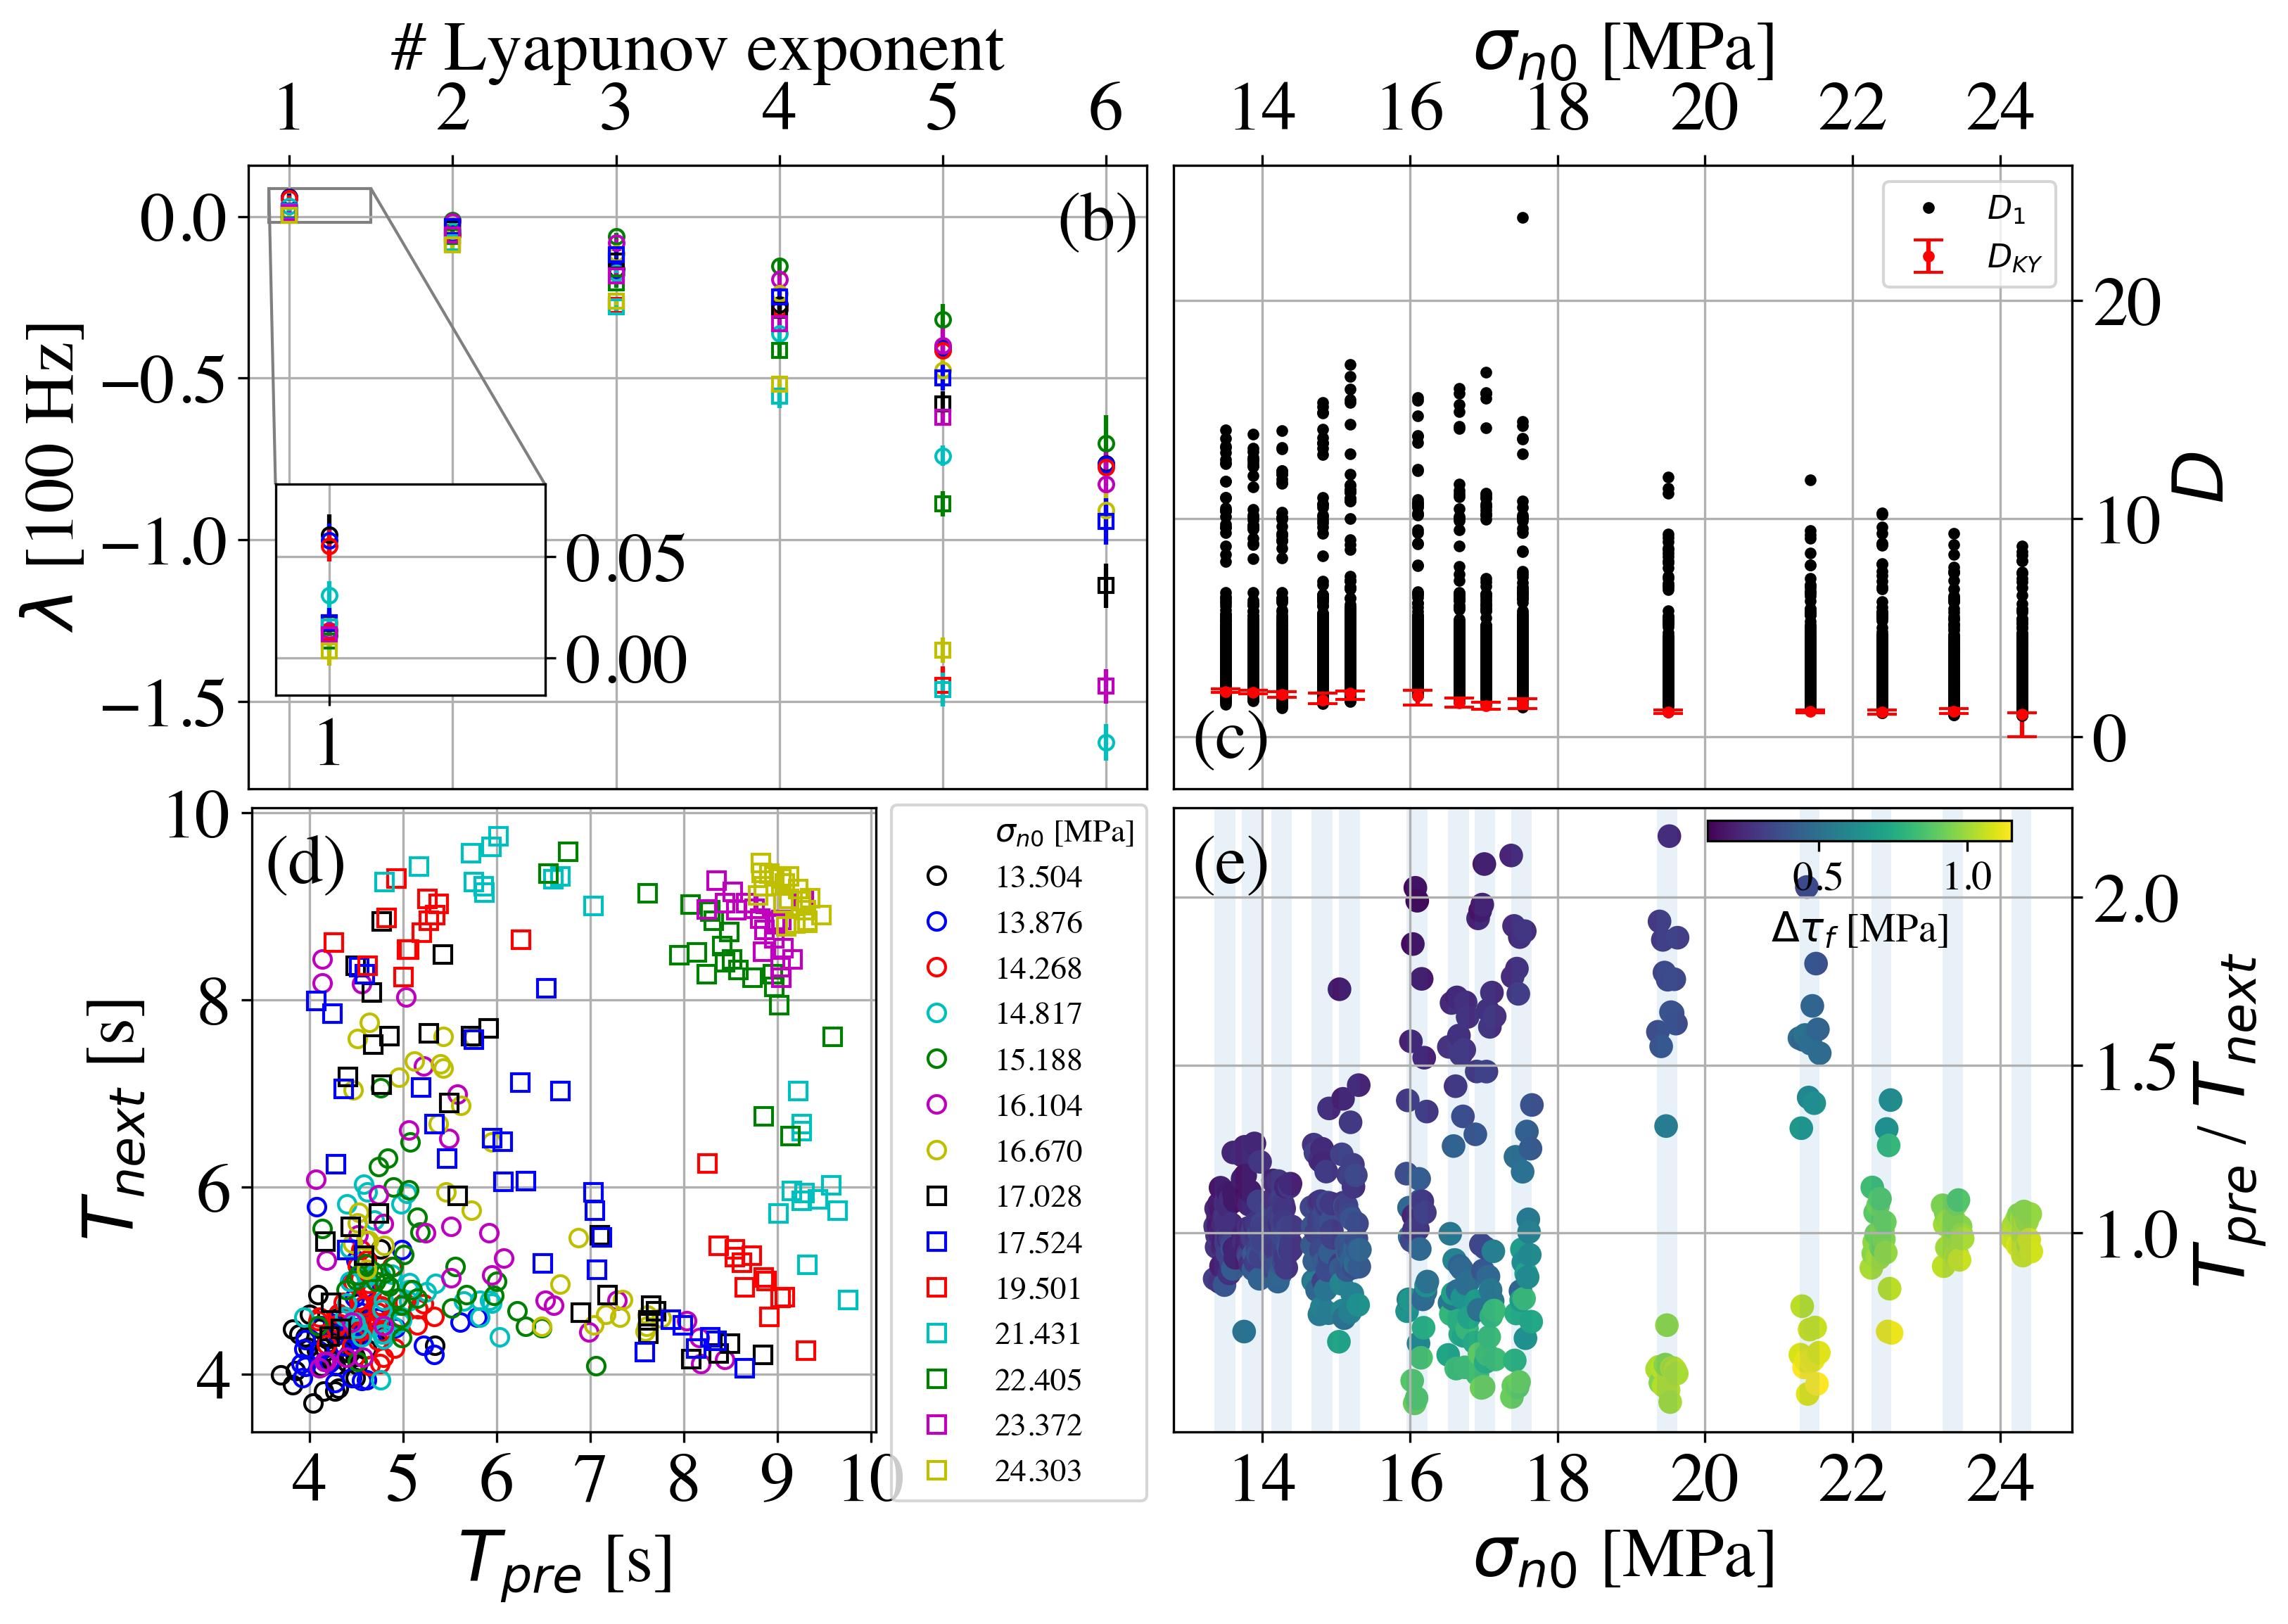 # Lyapunov exponent
1 2 3 4 5 6
σn0 [MPa]
14 16 18 20 22 24
(b)
λ [100 Hz]
0.0
−0.5
−1.0
−1.5
0.05
0.00
1
D1
DKY
(c)
20
10
0
D
(d)
Tnext [s]
10
8
6
4
4 5 6 7 8 9 10
Tpre [s]
σn0 [MPa]
13.504
13.876
14.268
14.817
15.188
16.104
16.670
17.028
17.524
19.501
21.431
22.405
23.372
24.303
(e)
0.5 1.0
Δτf [MPa]
2.0
1.5
1.0
Tpre / Tnext
14 16 18 20 22 24
σn0 [MPa]